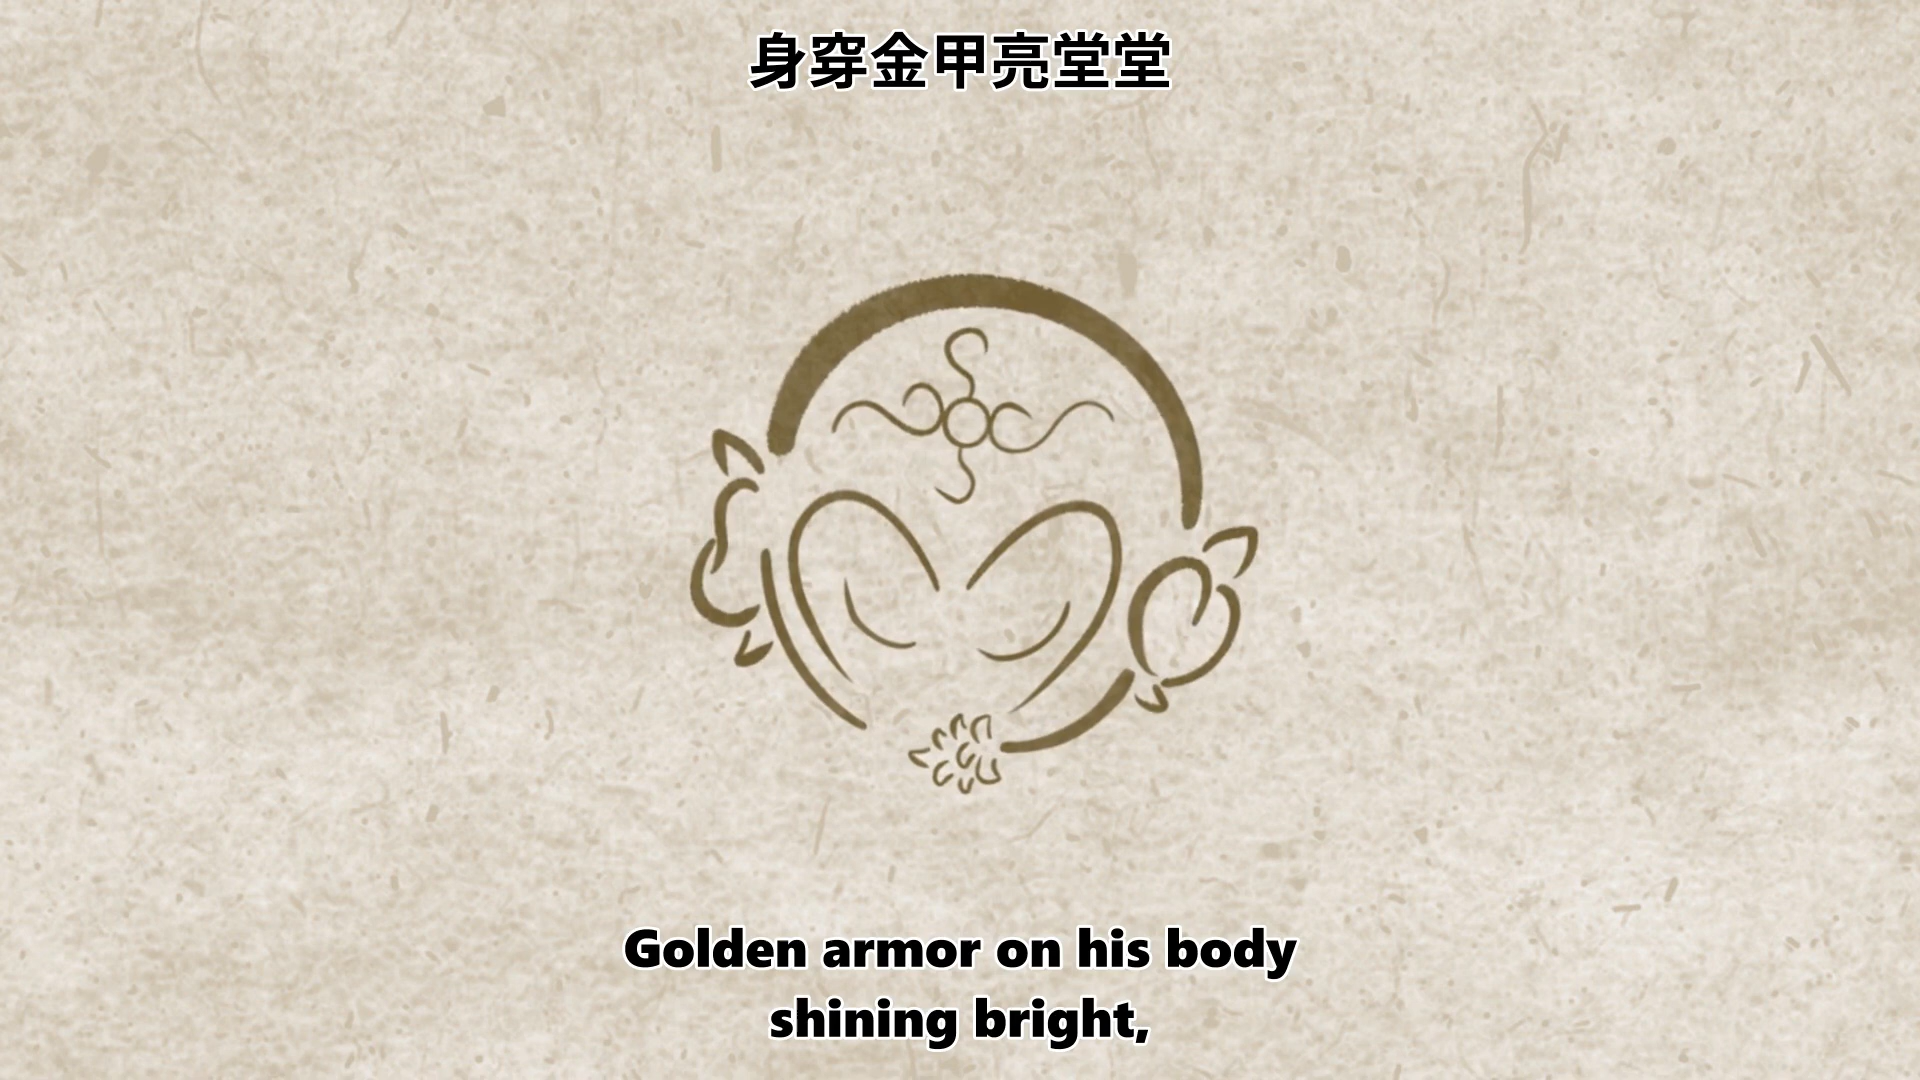 身穿金甲亮堂堂
Golden armor on his body
shining bright,